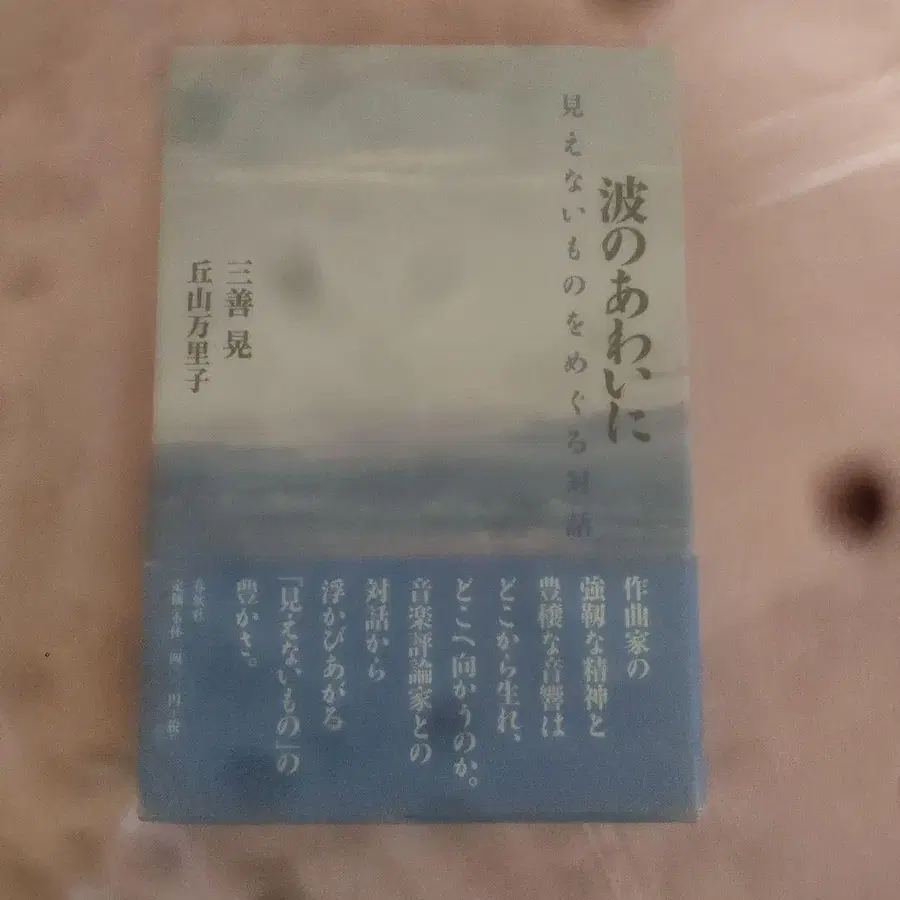 波のあわいに
見えないものをめぐる対話
三善 晃
丘山万里子
作曲家の
強靱な精神と
豊穣な音響は
どこから生れ、
どこへ向かうのか。
音楽評論家との
対話から
浮かびあがる
「見えないもの」の
豊かさ。
春秋社